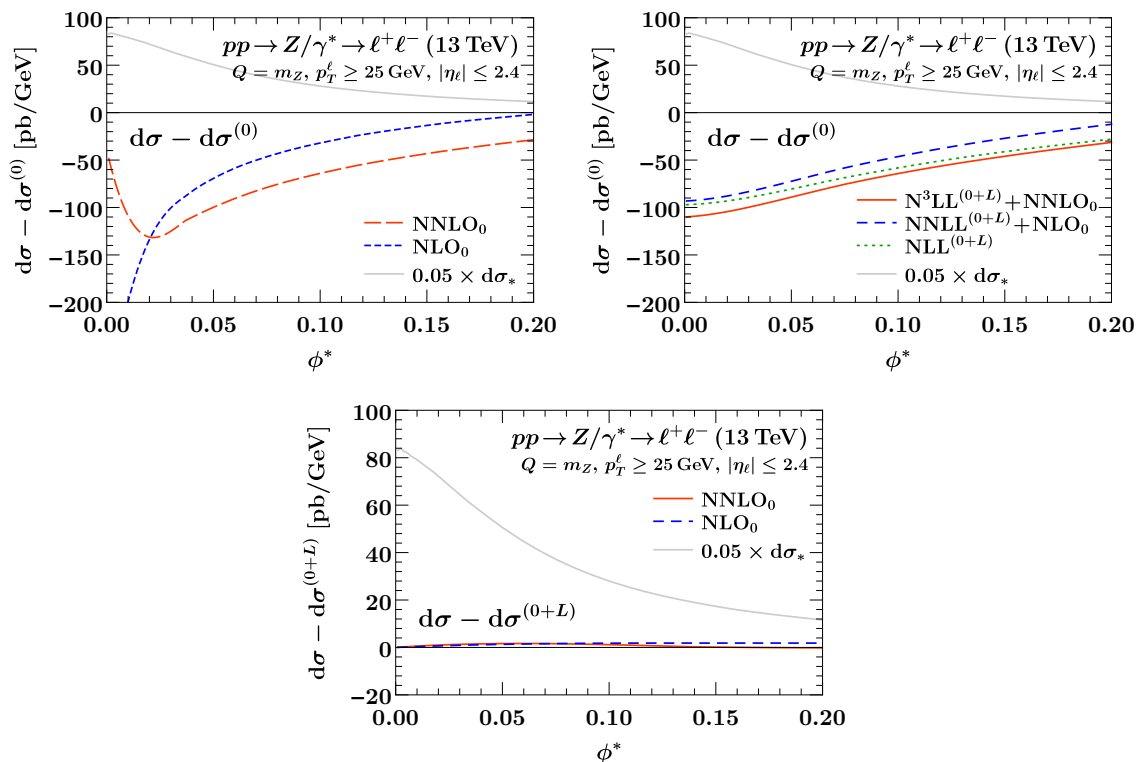 dσ − dσ⁽⁰⁾ [pb/GeV]
100
50
0
−50
−100
−150
−200
pp → Z/γ* → ℓ⁺ℓ⁻ (13 TeV)
Q = m_Z, p_T^ℓ ≥ 25 GeV, |η_ℓ| ≤ 2.4
dσ − dσ⁽⁰⁾
NNLO₀
NLO₀
0.05 × dσ_*
0.00 0.05 0.10 0.15 0.20
ϕ*
dσ − dσ⁽⁰⁾ [pb/GeV]
100
50
0
−50
−100
−150
−200
pp → Z/γ* → ℓ⁺ℓ⁻ (13 TeV)
Q = m_Z, p_T^ℓ ≥ 25 GeV, |η_ℓ| ≤ 2.4
dσ − dσ⁽⁰⁾
N³LL^(0+L)+NNLO₀
NNLL^(0+L)+NLO₀
NLL^(0+L)
0.05 × dσ_*
0.00 0.05 0.10 0.15 0.20
ϕ*
dσ − dσ^(0+L) [pb/GeV]
100
80
60
40
20
0
−20
pp → Z/γ* → ℓ⁺ℓ⁻ (13 TeV)
Q = m_Z, p_T^ℓ ≥ 25 GeV, |η_ℓ| ≤ 2.4
NNLO₀
NLO₀
0.05 × dσ_*
dσ − dσ^(0+L)
0.00 0.05 0.10 0.15 0.20
ϕ*